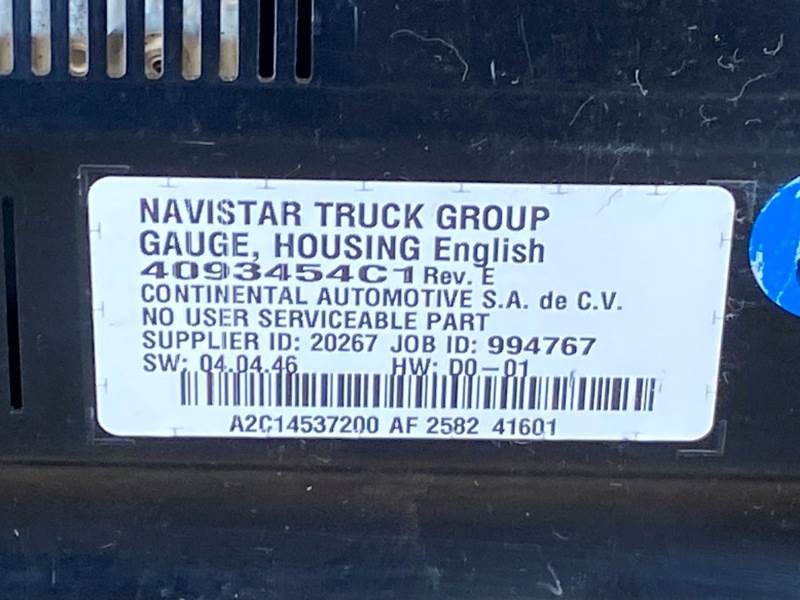 NAVISTAR TRUCK GROUP
GAUGE, HOUSING English
4093454C1 Rev. E
CONTINENTAL AUTOMOTIVE S.A. de C.V.
NO USER SERVICEABLE PART
SUPPLIER ID: 20267 JOB ID: 994767
SW: 04.04.46 HW: D0-01
A2C14537200 AF 2582 41601